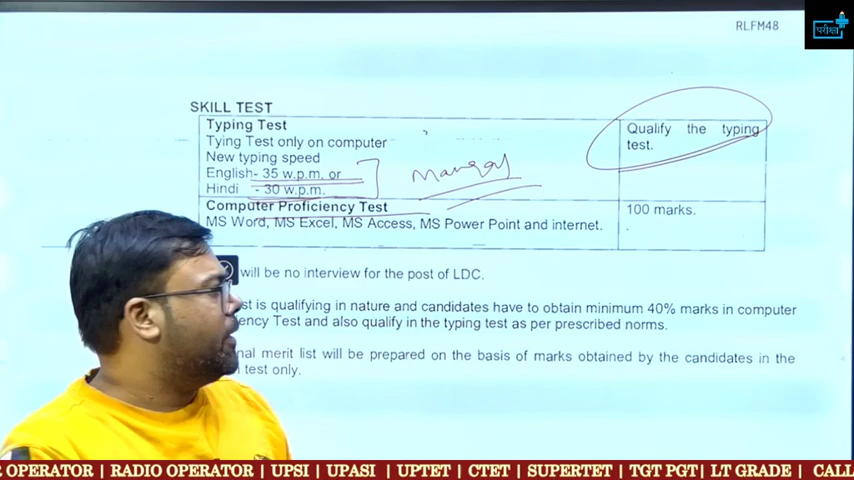 RLFM48
परीक्षा
SKILL TEST
Typing Test
Tying Test only on computer
New typing speed
English- 35 w.p.m. or
Hindi - 30 w.p.m.
Mangal
Qualify the typing
test.
Computer Proficiency Test
MS Word, MS Excel, MS Access, MS Power Point and internet.
100 marks.
will be no interview for the post of LDC.
is qualifying in nature and candidates have to obtain minimum 40% marks in computer
Test and also qualify in the typing test as per prescribed norms.
merit list will be prepared on the basis of marks obtained by the candidates in the
test only.
OPERATOR | RADIO OPERATOR | UPSI | UPASI | UPTET | CTET | SUPERTET | TGT PGT | LT GRADE |